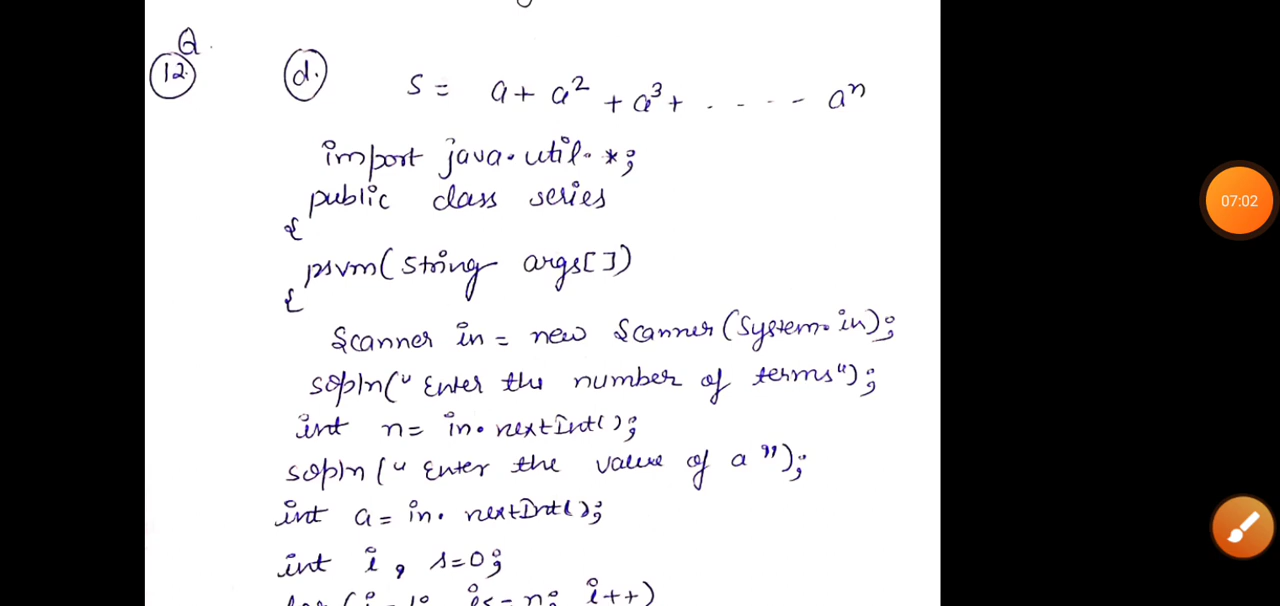 Q.
12. d. S = a + a² + a³ + . - - - - aⁿ
import java.util.*;
public class series
{
psvm(String args[])
{
Scanner in = new Scanner(System.in);
sopln("Enter the number of terms");
int n = in.nextInt();
sopln("Enter the value of a");
int a = in.nextInt();
int i, s=0;
for (i=1; i<=n; i++)
07:02